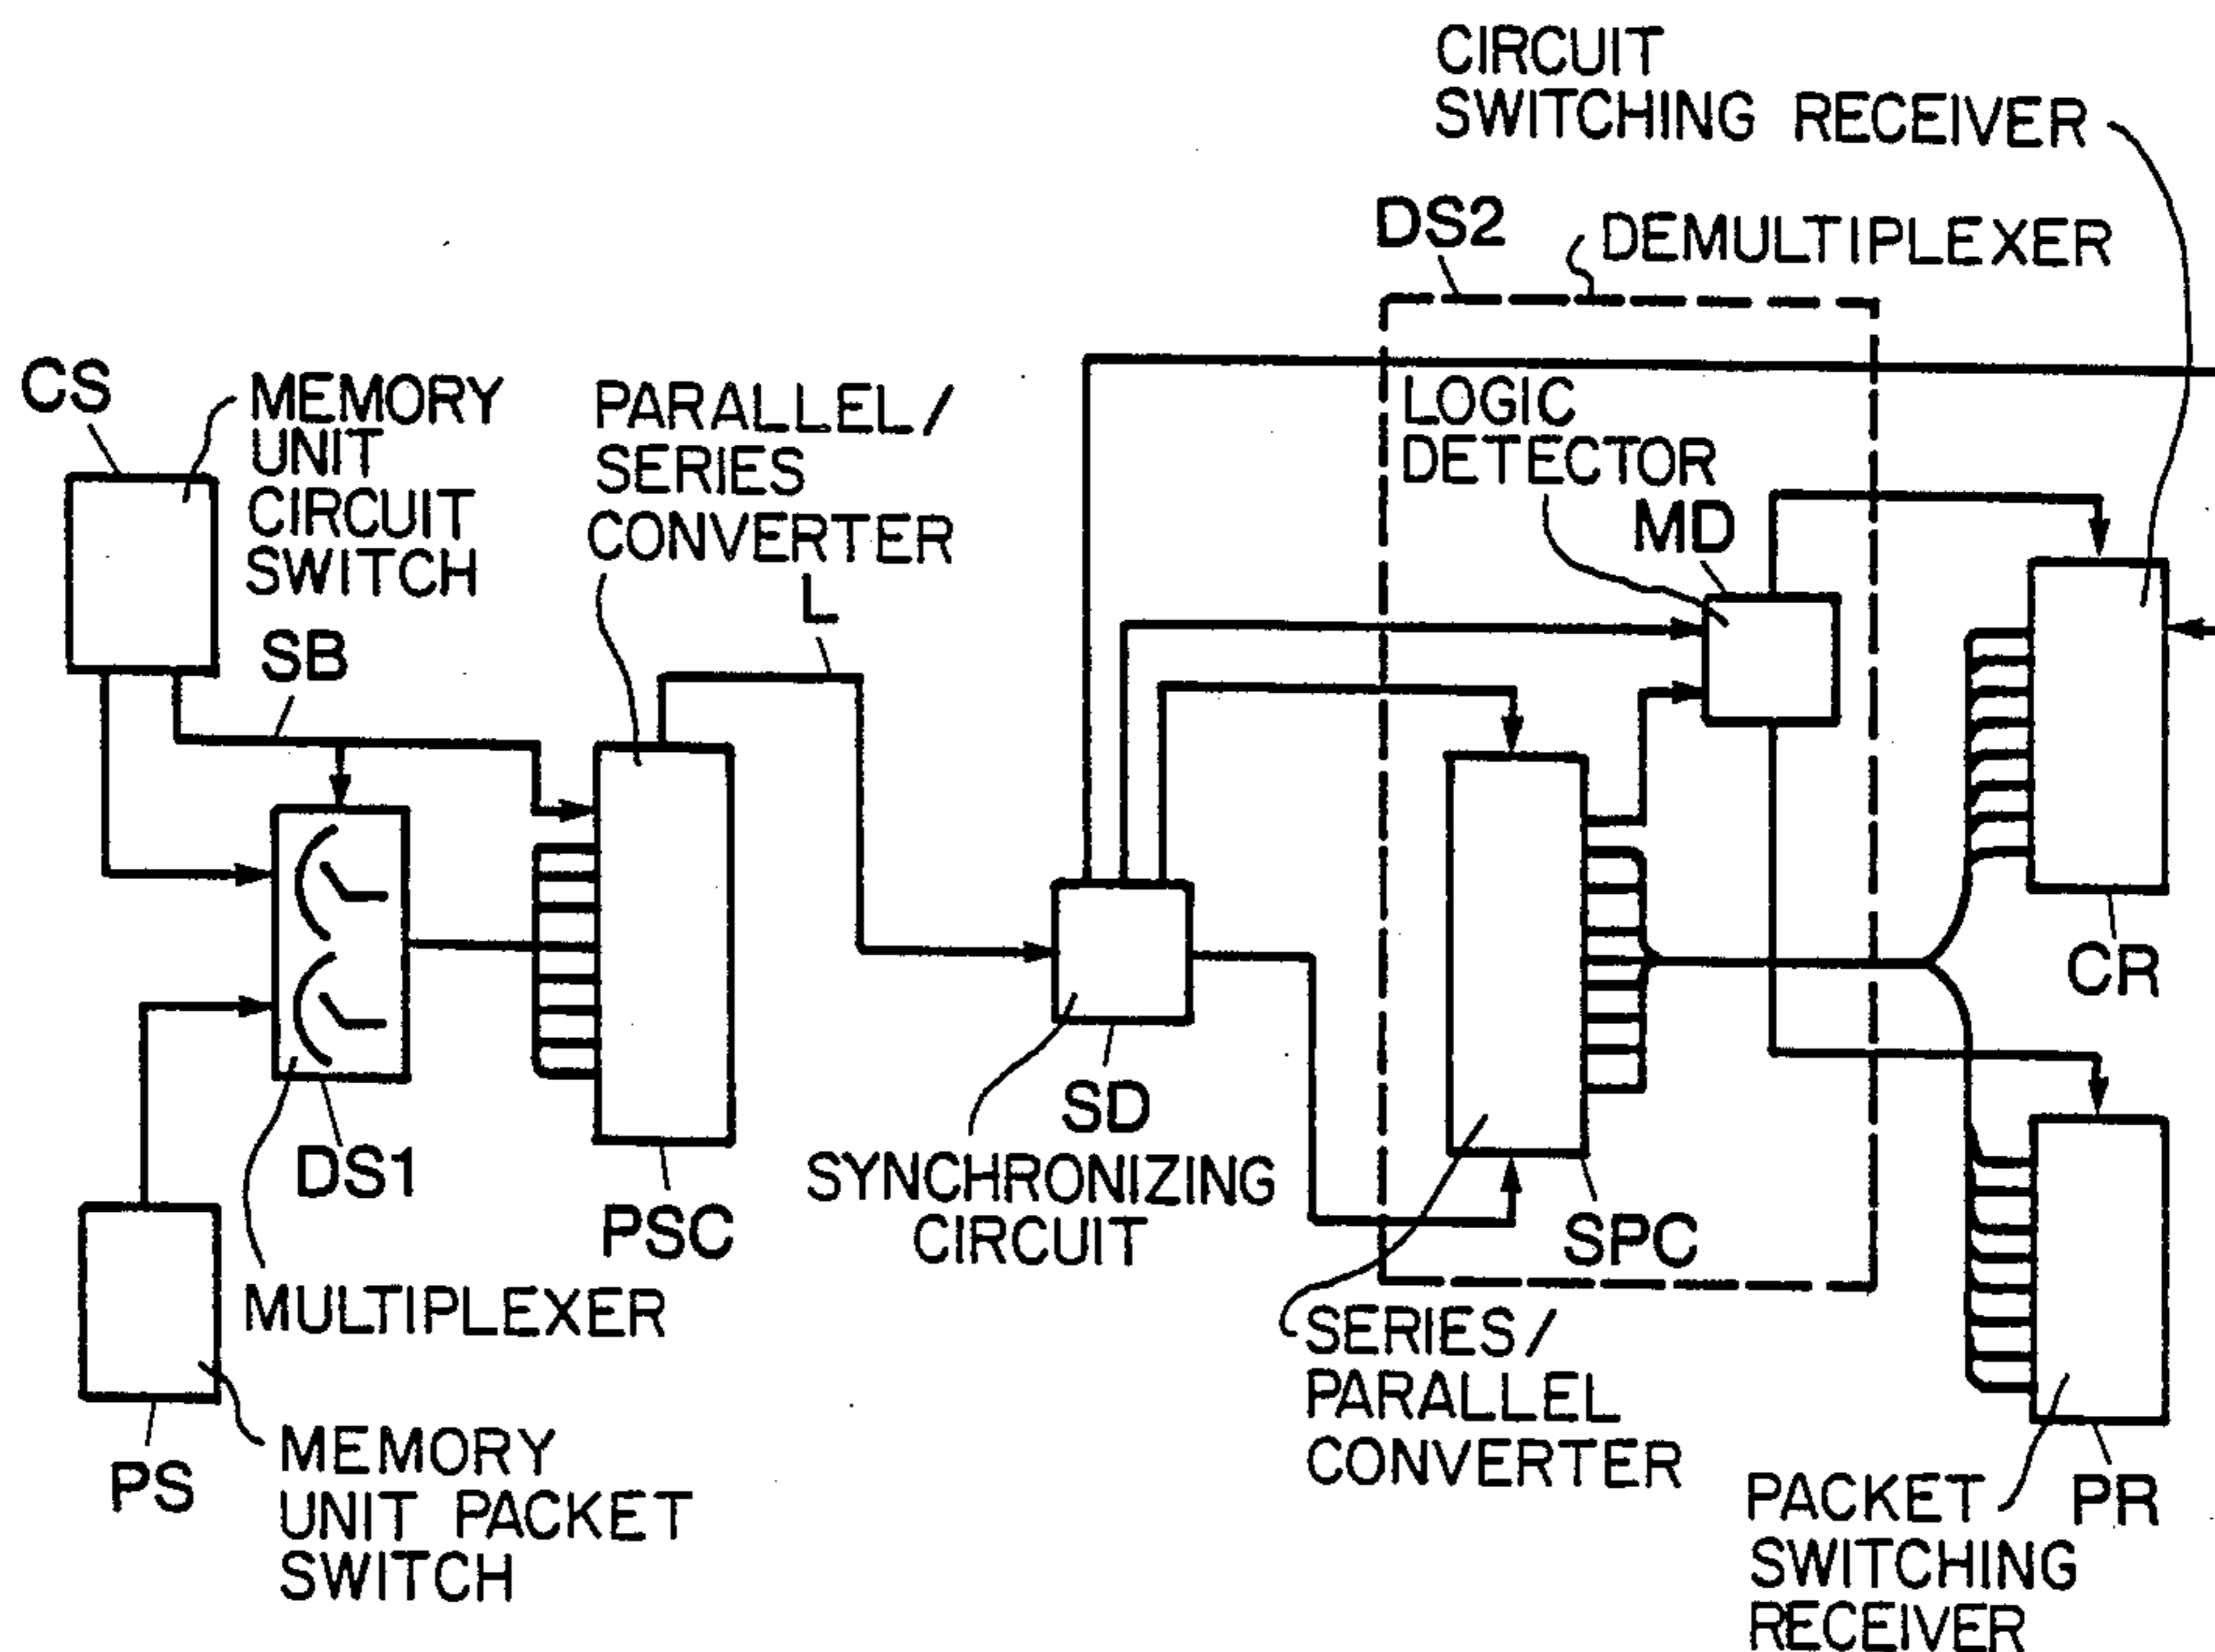 CIRCUIT
SWITCHING RECEIVER
DS2
DEMULTIPLEXER
CS
MEMORY
UNIT
CIRCUIT
SWITCH
PARALLEL/
SERIES
CONVERTER
LOGIC
DETECTOR
MD
L
SB
CR
DS1
PSC
SD
SYNCHRONIZING
CIRCUIT
SPC
MULTIPLEXER
SERIES/
PARALLEL
CONVERTER
PS
MEMORY
UNIT PACKET
SWITCH
PACKET
SWITCHING
RECEIVER
PR